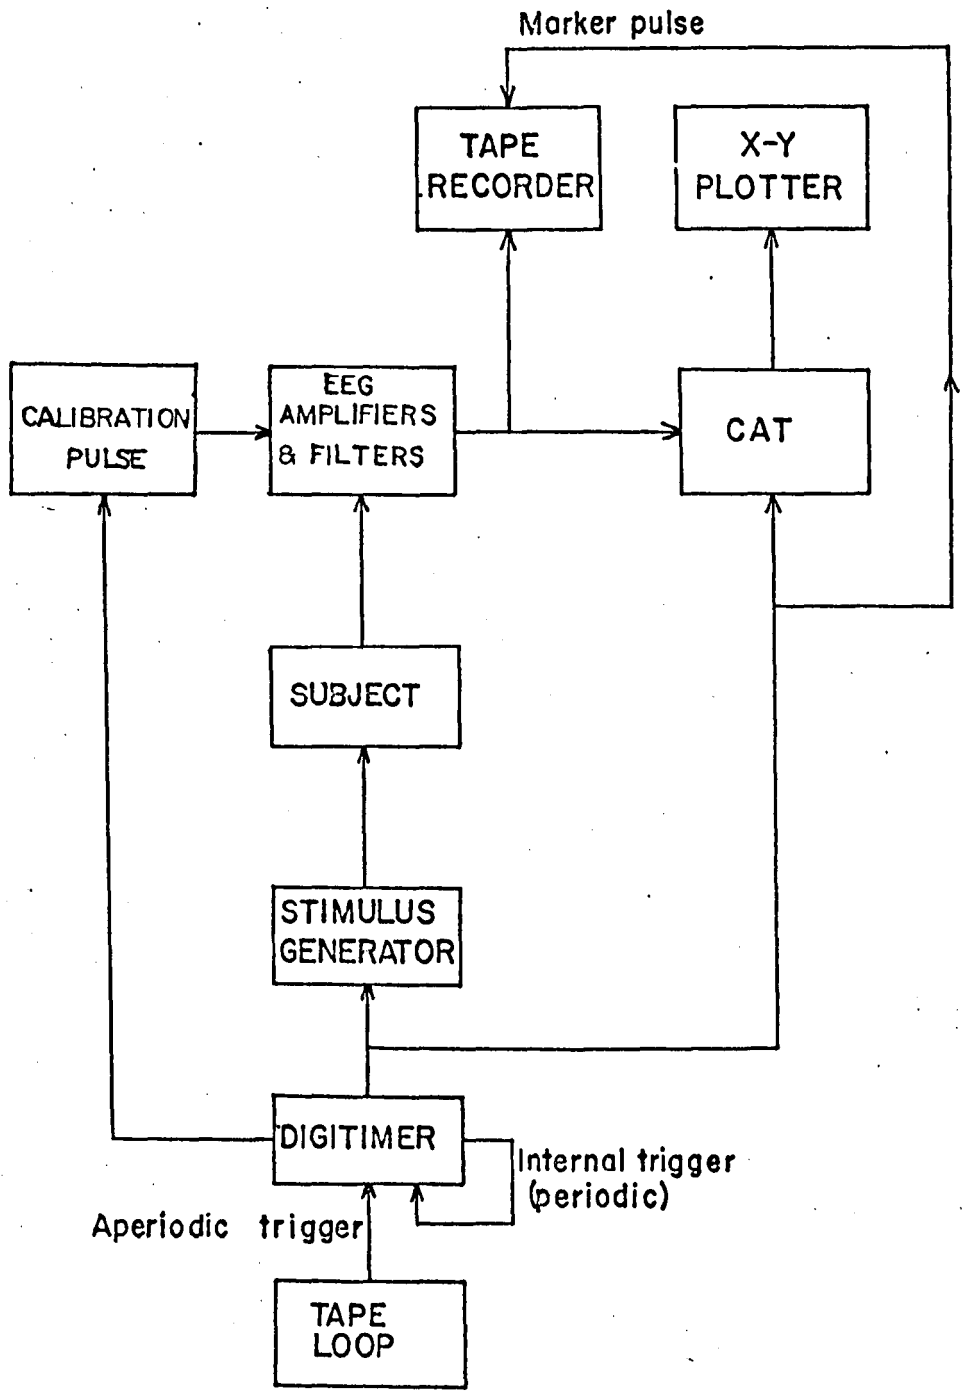 Marker pulse
TAPE
RECORDER
X-Y
PLOTTER
CALIBRATION
PULSE
EEG
AMPLIFIERS
& FILTERS
CAT
SUBJECT
STIMULUS
GENERATOR
DIGITIMER
Internal trigger
(periodic)
Aperiodic trigger
TAPE
LOOP